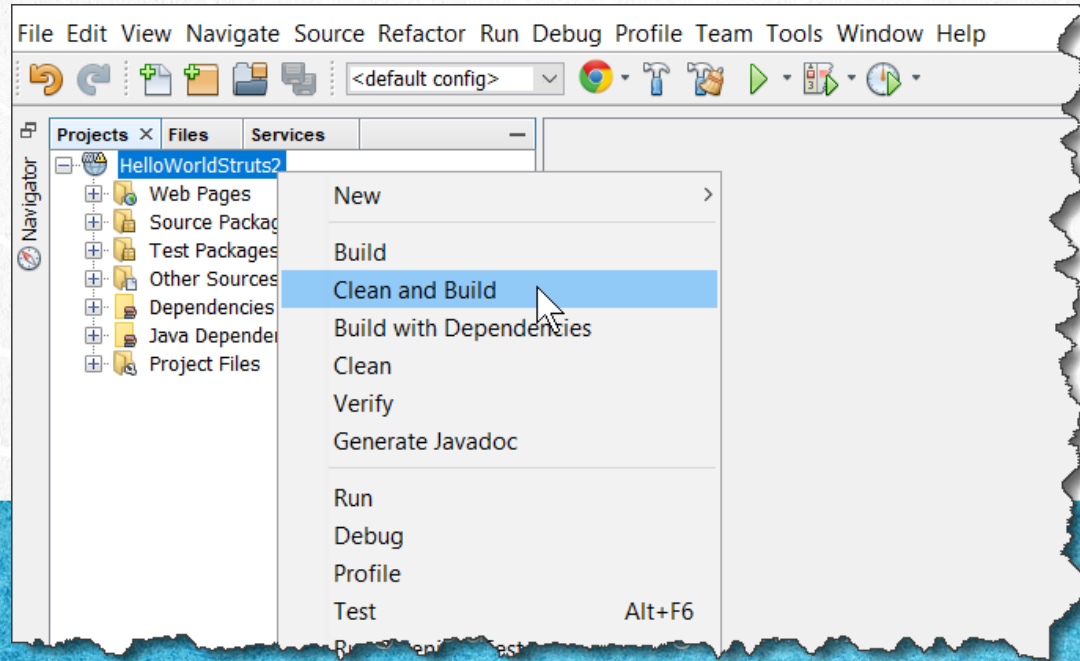 File Edit View Navigate Source Refactor Run Debug Profile Team Tools Window Help
<default config>
Projects × Files Services
Navigator
HelloWorldStruts2
Web Pages
Source Packag
Test Packages
Other Sources
Dependencies
Java Depende
Project Files
New
Build
Clean and Build
Build with Dependencies
Clean
Verify
Generate Javadoc
Run
Debug
Profile
Test Alt+F6